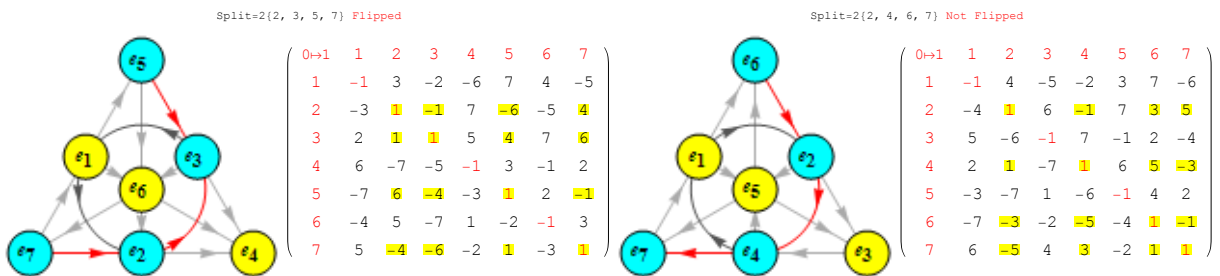 Split=2{2, 3, 5, 7} Flipped
e5
e1
e3
e6
e7
e2
e4
0↦1 1 2 3 4 5 6 7
1 -1 3 -2 -6 7 4 -5
2 -3 1 -1 7 -6 -5 4
3 2 1 1 5 4 7 6
4 6 -7 -5 -1 3 -1 2
5 -7 6 -4 -3 1 2 -1
6 -4 5 -7 1 -2 -1 3
7 5 -4 -6 -2 1 -3 1
Split=2{2, 4, 6, 7} Not Flipped
e6
e1
e2
e5
e7
e4
e3
0↦1 1 2 3 4 5 6 7
1 -1 4 -5 -2 3 7 -6
2 -4 1 6 -1 7 3 5
3 5 -6 -1 7 -1 2 -4
4 2 1 -7 1 6 5 -3
5 -3 -7 1 -6 -1 4 2
6 -7 -3 -2 -5 -4 1 -1
7 6 -5 4 3 -2 1 1